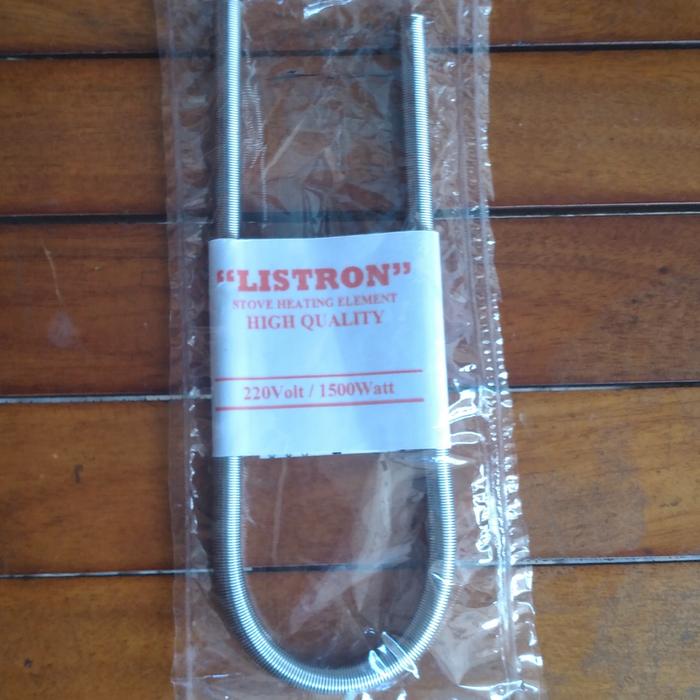 “LISTRON”
STOVE HEATING ELEMENT
HIGH QUALITY
220Volt / 1500Watt